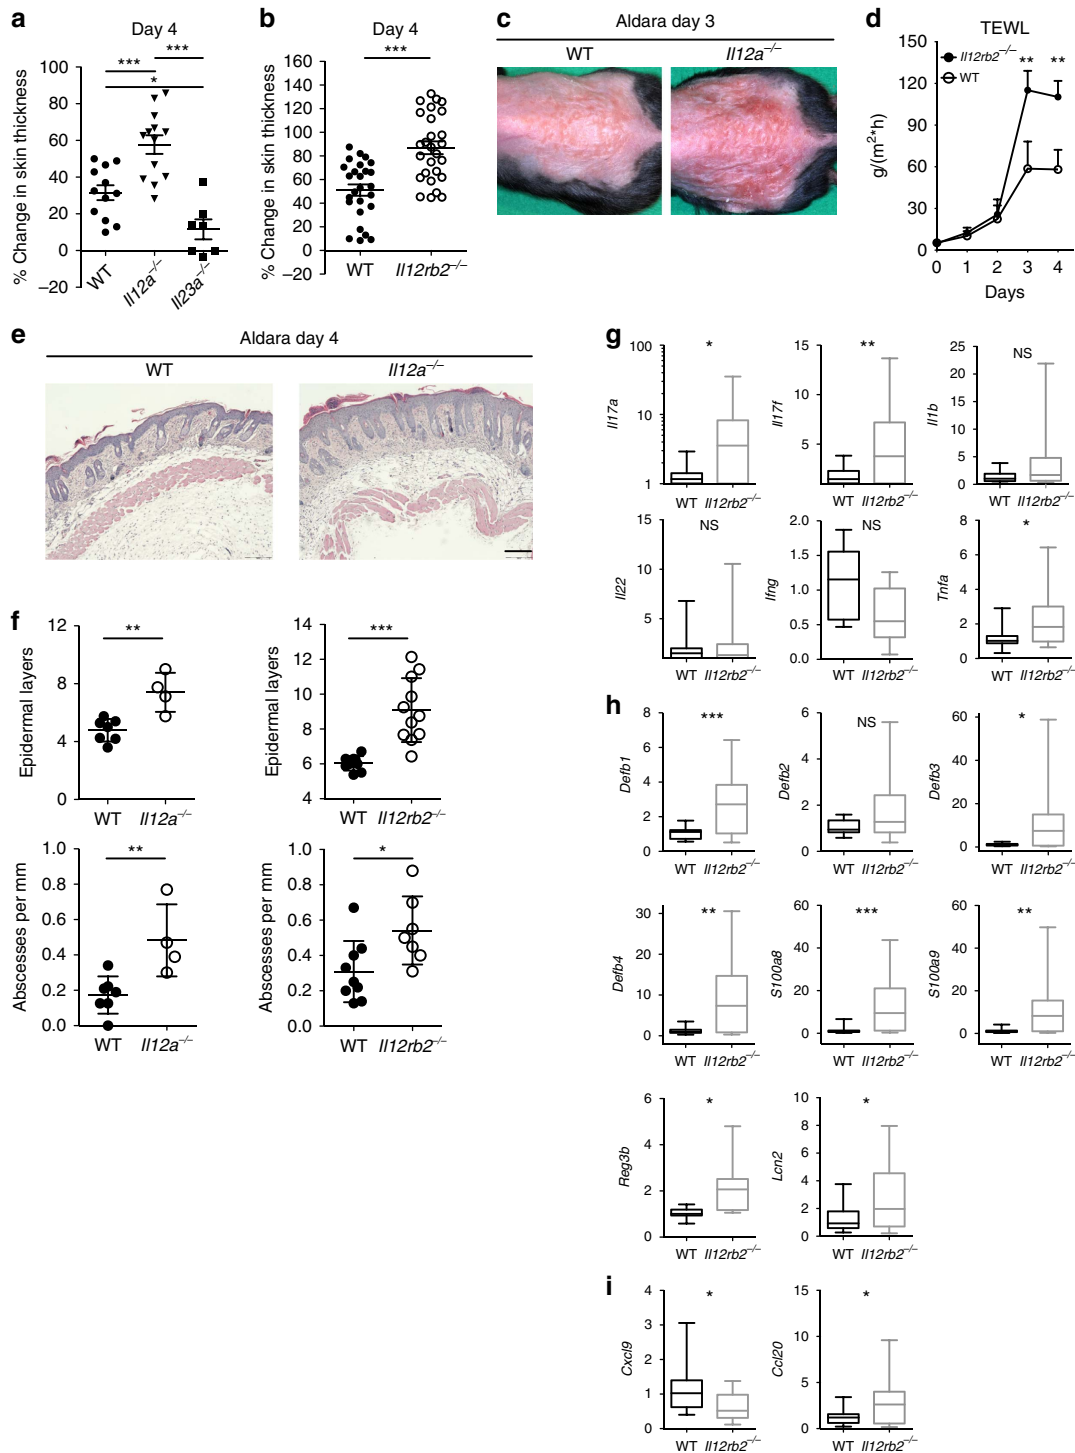 a
Day 4
% Change in skin thickness
100
80
60
40
20
0
–20
***
***
*
WT
Il12a–/–
Il23a–/–
b
Day 4
% Change in skin thickness
160
140
120
100
80
60
40
20
0
–20
***
WT
Il12rb2–/–
c
Aldara day 3
WT
Il12a–/–
d
TEWL
g/(m²*h)
150
120
90
60
30
0
Il12rb2–/–
WT
** **
0 1 2 3 4
Days
e
Aldara day 4
WT
Il12a–/–
f
Epidermal layers
12
8
4
0
**
WT Il12a–/–
Epidermal layers
14
12
10
8
6
4
***
WT Il12rb2–/–
Abscesses per mm
1.0
0.8
0.6
0.4
0.2
0.0
**
WT Il12a–/–
Abscesses per mm
1.0
0.8
0.6
0.4
0.2
0.0
*
WT Il12rb2–/–
g
Il17a
100
10
1
*
WT Il12rb2–/–
Il17f
15
10
5
**
WT Il12rb2–/–
Il1b
25
20
15
10
5
0
NS
WT Il12rb2–/–
Il22
15
10
5
NS
WT Il12rb2–/–
Ifng
2.0
1.5
1.0
0.5
0.0
NS
WT Il12rb2–/–
Tnfa
8
6
4
2
0
*
WT Il12rb2–/–
h
Defb1
6
4
2
0
***
WT Il12rb2–/–
Defb2
6
4
2
0
NS
WT Il12rb2–/–
Defb3
60
40
20
0
*
WT Il12rb2–/–
Defb4
30
20
10
0
**
WT Il12rb2–/–
S100a8
60
40
20
0
***
WT Il12rb2–/–
S100a9
60
40
20
0
**
WT Il12rb2–/–
Reg3b
6
4
2
0
*
WT Il12rb2–/–
Lcn2
10
8
6
4
2
0
*
WT Il12rb2–/–
i
Cxcl9
4
3
2
1
0
*
WT Il12rb2–/–
Ccl20
15
10
5
0
*
WT Il12rb2–/–